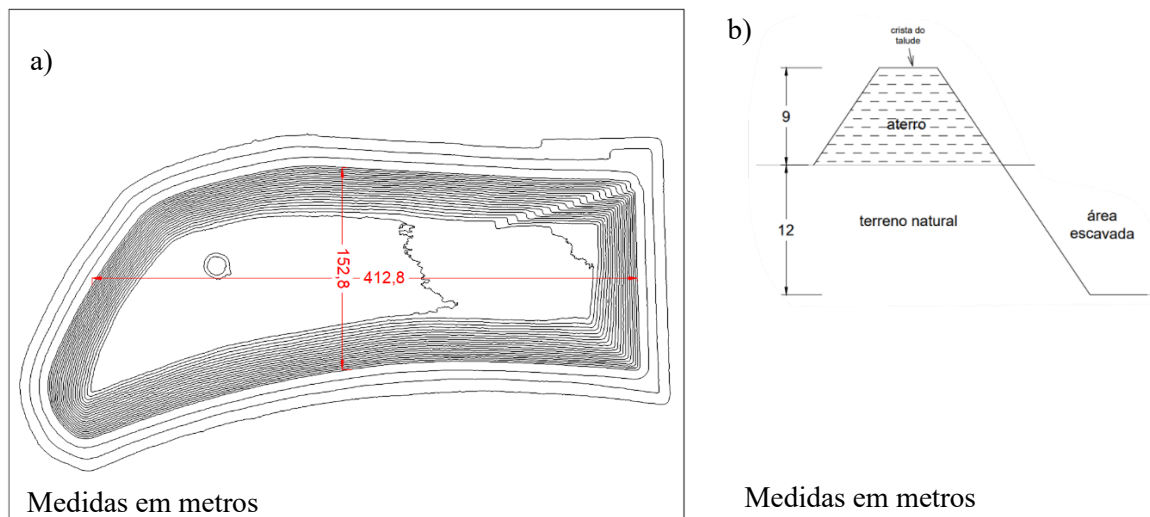 a)
152,8
412,8
Medidas em metros
b)
crista do
talude
9
aterro
12
terreno natural
área
escavada
Medidas em metros